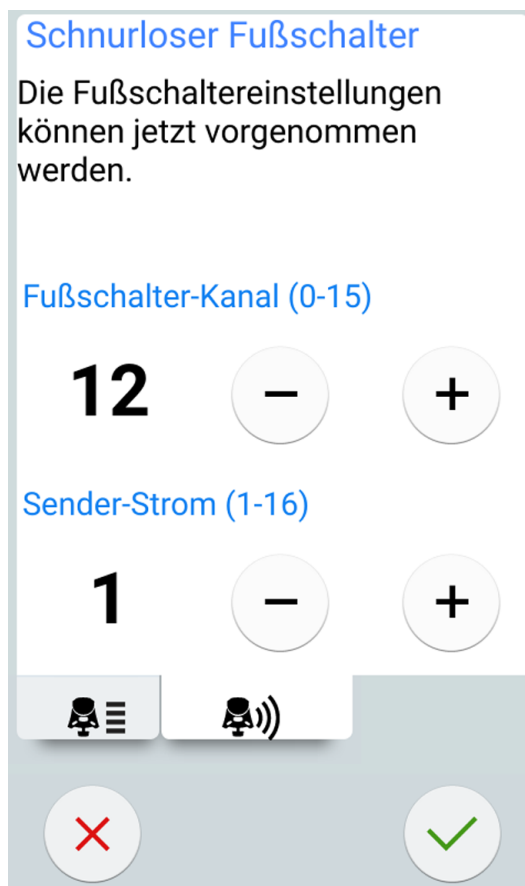 Schnurloser Fußschalter
Die Fußschaltereinstellungen
können jetzt vorgenommen
werden.
Fußschalter-Kanal (0-15)
12 − +
Sender-Strom (1-16)
1 − +